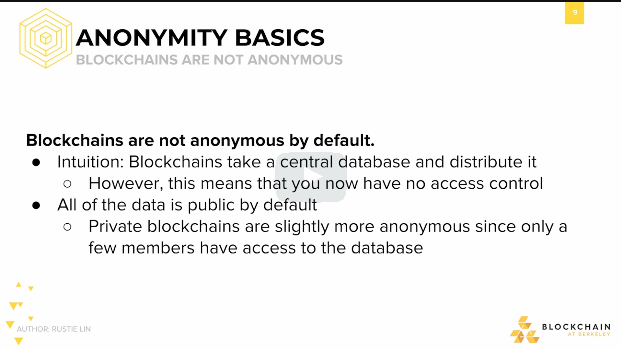 9
ANONYMITY BASICS
BLOCKCHAINS ARE NOT ANONYMOUS
Blockchains are not anonymous by default.
● Intuition: Blockchains take a central database and distribute it
○ However, this means that you now have no access control
● All of the data is public by default
○ Private blockchains are slightly more anonymous since only a
few members have access to the database
AUTHOR: RUSTIE LIN
BLOCKCHAIN
AT BERKELEY